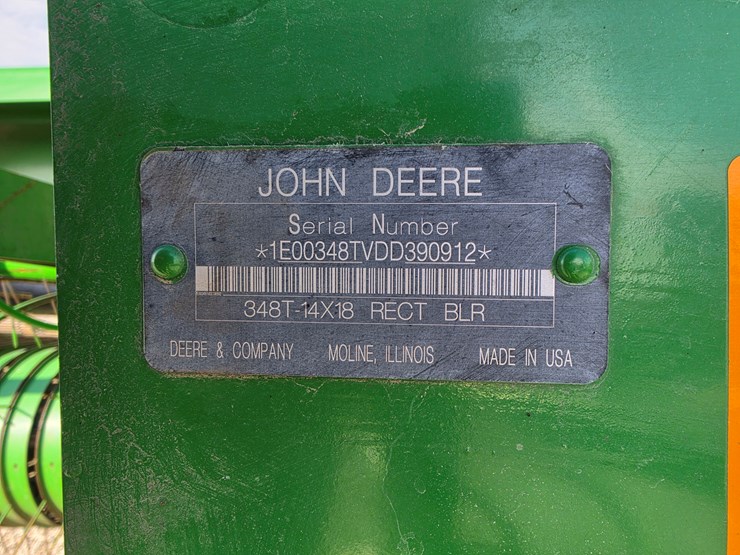 JOHN DEERE
Serial Number
*1E00348TVDD390912*
348T-14X18 RECT BLR
DEERE & COMPANY MOLINE, ILLINOIS MADE IN USA